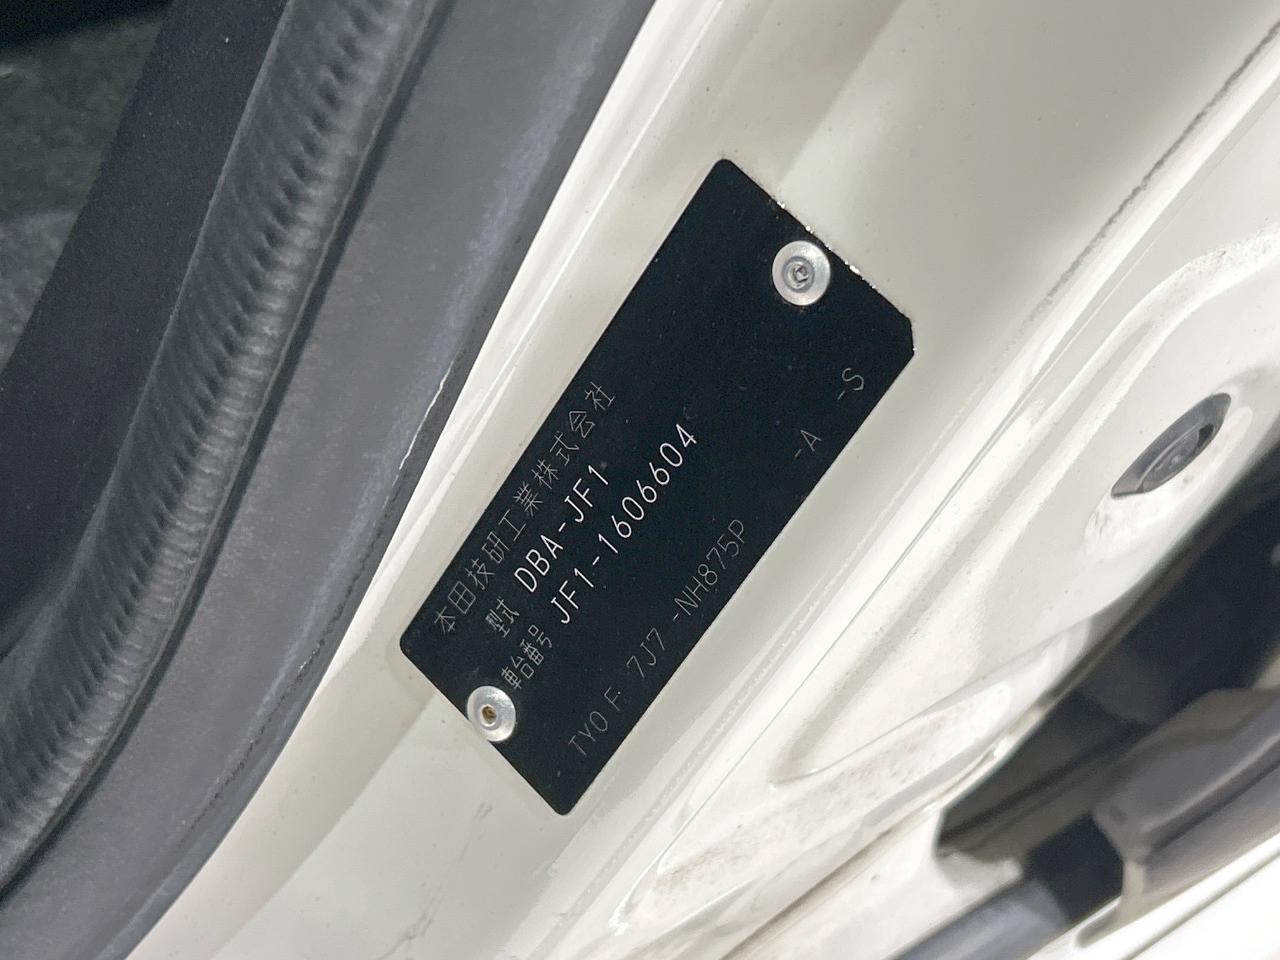 本田技研工業株式会社
型式 DBA-JF1
車台番号 JF1-1606604
-A -S
TYO F 7J7 -NH875P